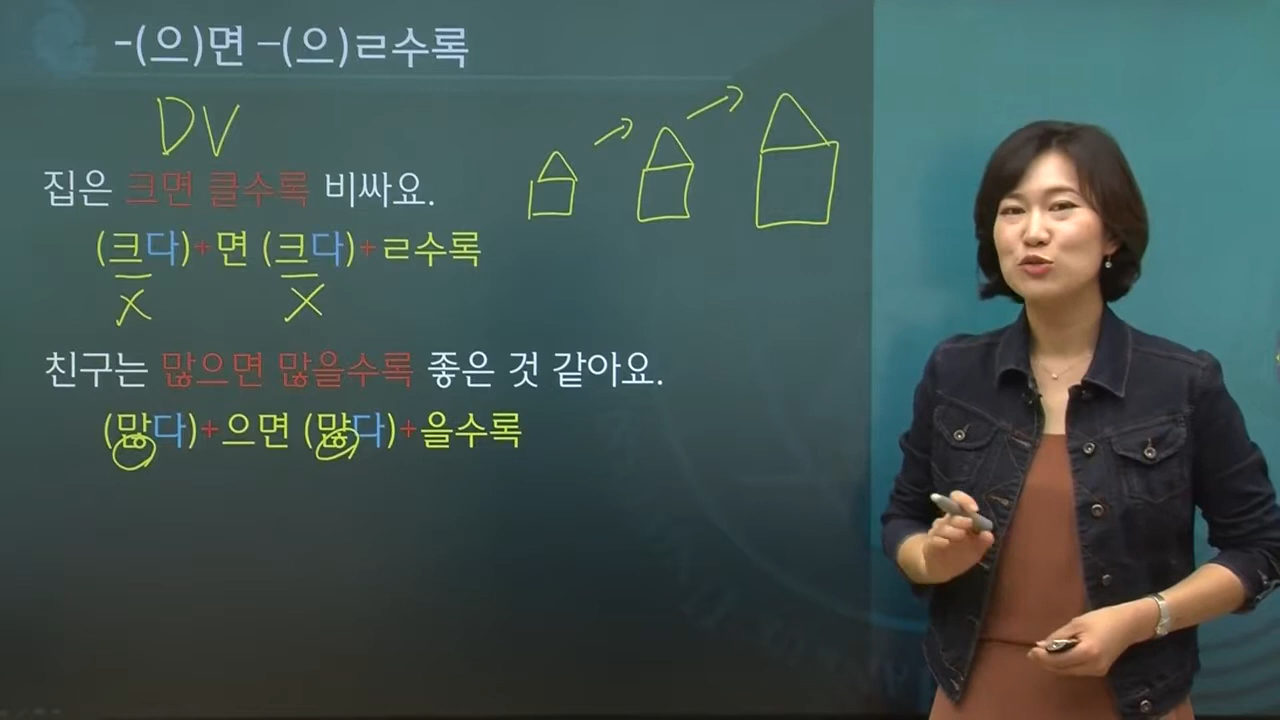 -(으)면 –(으)ㄹ수록
DV
집은 크면 클수록 비싸요.
(크다)+면 (크다)+ㄹ수록
X X
친구는 많으면 많을수록 좋은 것 같아요.
(많다)+으면 (많다)+을수록